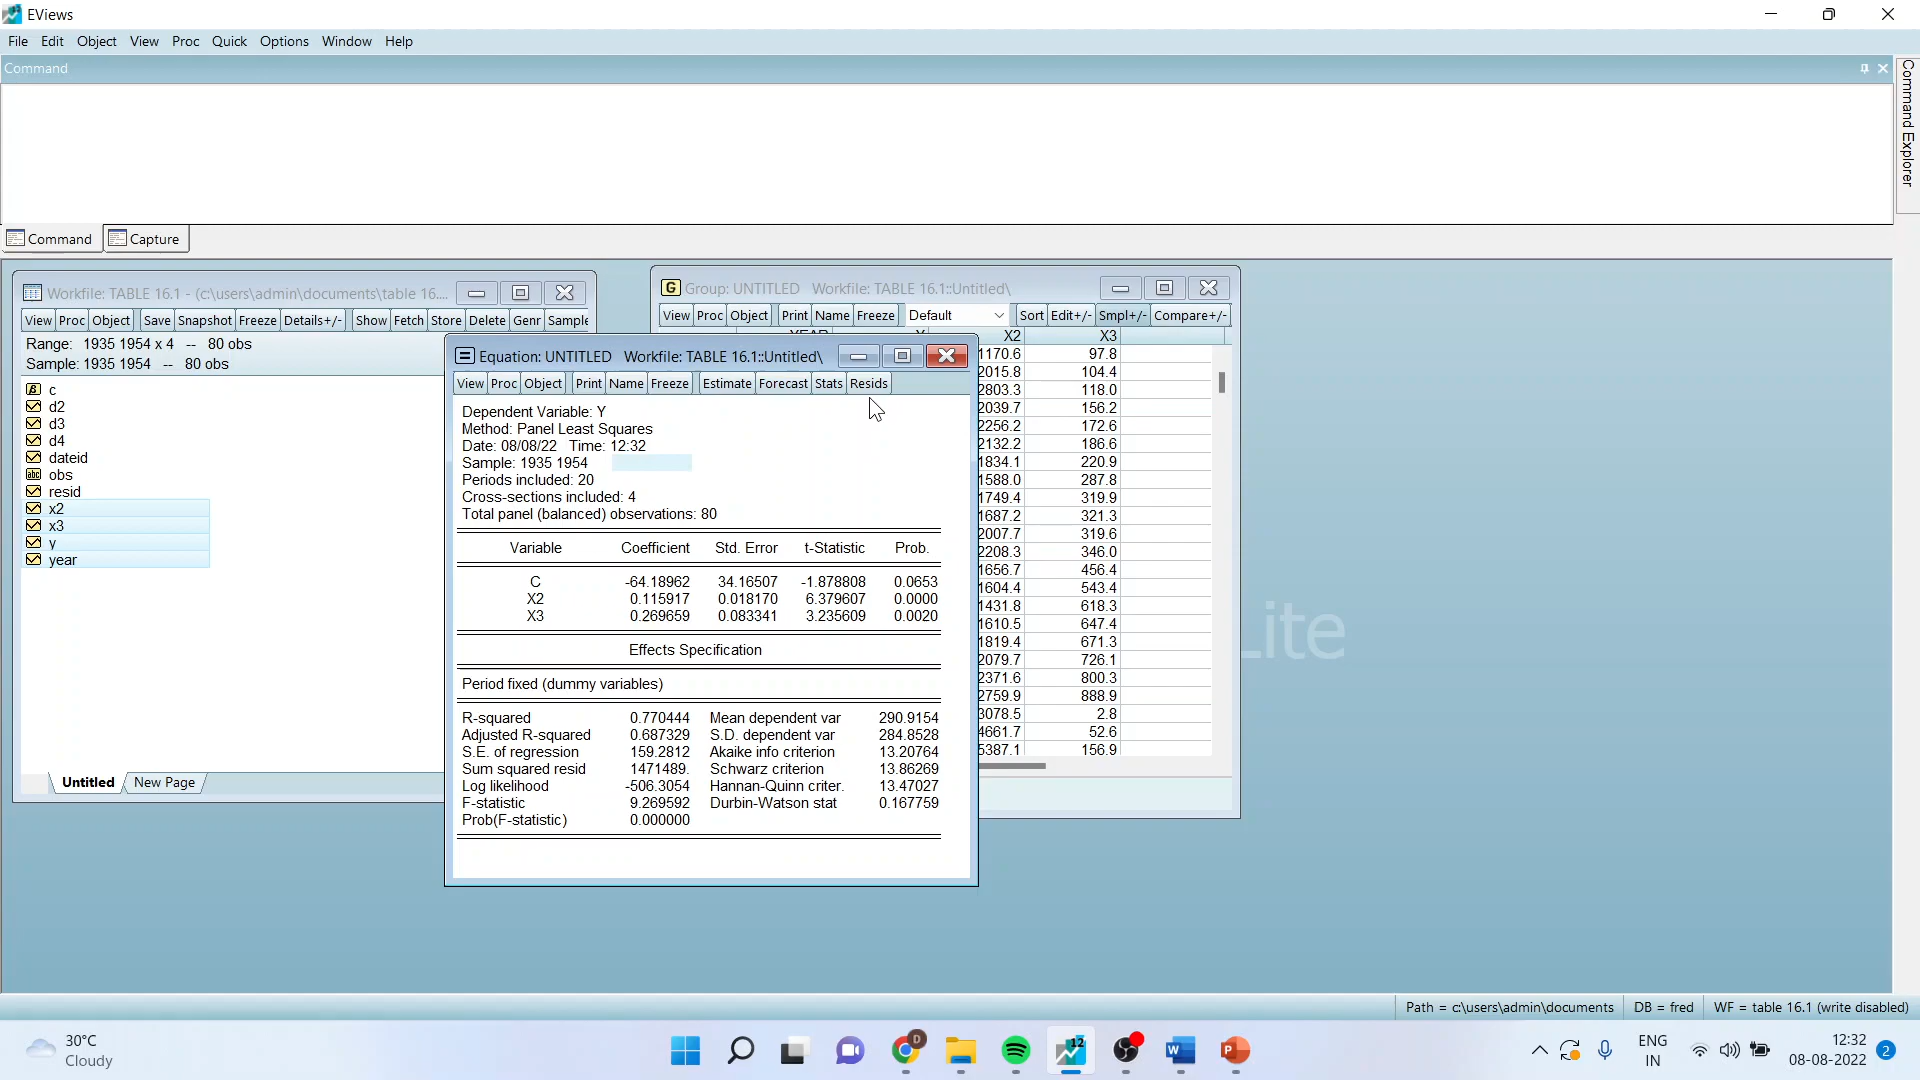 EViews
File Edit Object View Proc Quick Options Window Help
Command
Command Explorer
Command Capture
Workfile: TABLE 16.1 - (c:\users\admin\documents\table 16....
View Proc Object Save Snapshot Freeze Details+/- Show Fetch Store Delete Genr Sample
Range: 1935 1954 x 4 -- 80 obs
Sample: 1935 1954 -- 80 obs
c
d2
d3
d4
dateid
obs
resid
x2
x3
y
year
Untitled New Page
Group: UNTITLED Workfile: TABLE 16.1::Untitled\
View Proc Object Print Name Freeze Default Sort Edit+/- Smpl+/- Compare+/-
X2 X3
1170.6 97.8
2015.8 104.4
2803.3 118.0
2039.7 156.2
2256.2 172.6
2132.2 186.6
1834.1 220.9
1588.0 287.8
1749.4 319.9
1687.2 321.3
2007.7 319.6
2208.3 346.0
1656.7 456.4
1604.4 543.4
1431.8 618.3
1610.5 647.4
1819.4 671.3
2079.7 726.1
2371.6 800.3
2759.9 888.9
3078.5 2.8
4661.7 52.6
5387.1 156.9
Equation: UNTITLED Workfile: TABLE 16.1::Untitled\
View Proc Object Print Name Freeze Estimate Forecast Stats Resids
Dependent Variable: Y
Method: Panel Least Squares
Date: 08/08/22 Time: 12:32
Sample: 1935 1954
Periods included: 20
Cross-sections included: 4
Total panel (balanced) observations: 80
Variable Coefficient Std. Error t-Statistic Prob.
C -64.18962 34.16507 -1.878808 0.0653
X2 0.115917 0.018170 6.379607 0.0000
X3 0.269659 0.083341 3.235609 0.0020
Effects Specification
Period fixed (dummy variables)
R-squared 0.770444 Mean dependent var 290.9154
Adjusted R-squared 0.687329 S.D. dependent var 284.8528
S.E. of regression 159.2812 Akaike info criterion 13.20764
Sum squared resid 1471489. Schwarz criterion 13.86269
Log likelihood -506.3054 Hannan-Quinn criter. 13.47027
F-statistic 9.269592 Durbin-Watson stat 0.167759
Prob(F-statistic) 0.000000
Lite
Path = c:\users\admin\documents DB = fred WF = table 16.1 (write disabled)
30°C
Cloudy
D
12
ENG
IN
12:32
08-08-2022
2